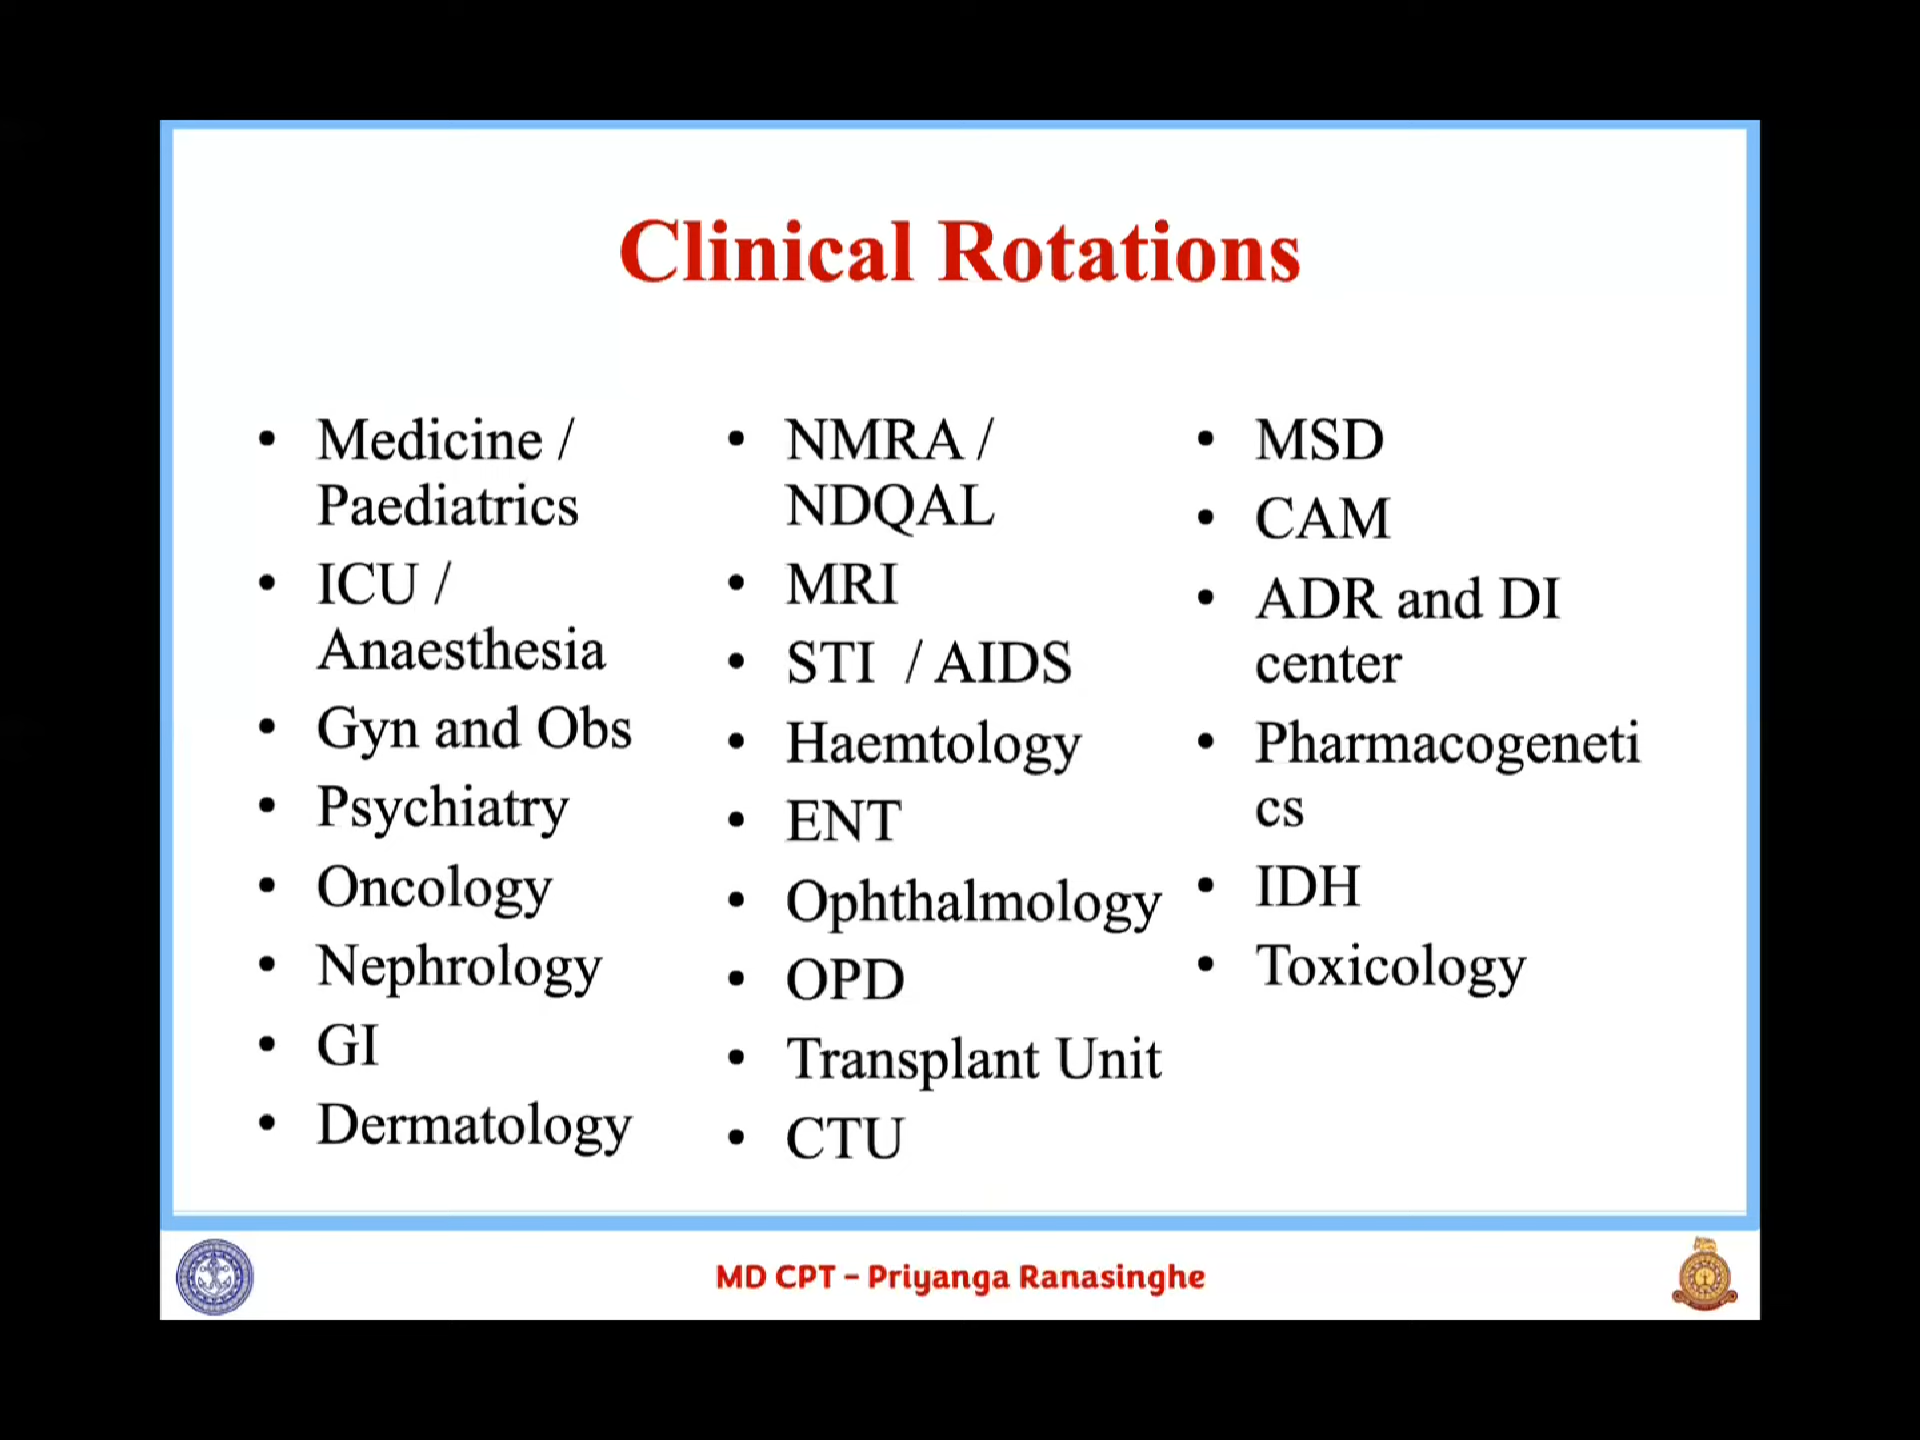 Clinical Rotations
• Medicine /
Paediatrics
• ICU /
Anaesthesia
• Gyn and Obs
• Psychiatry
• Oncology
• Nephrology
• GI
• Dermatology
• NMRA /
NDQAL
• MRI
• STI / AIDS
• Haemtology
• ENT
• Ophthalmology
• OPD
• Transplant Unit
• CTU
• MSD
• CAM
• ADR and DI
center
• Pharmacogeneti
cs
• IDH
• Toxicology
MD CPT – Priyanga Ranasinghe